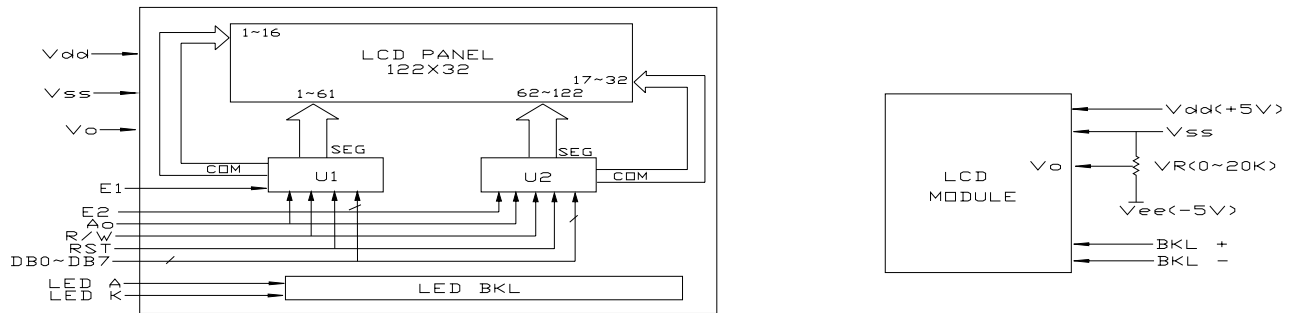 1~16
LCD PANEL
122X32
17~32
1~61
62~122
Vdd
Vss
Vo
SEG
SEG
COM
U1
U2
COM
E1
E2
Ao
R/W
RST
DB0~DB7
LED A
LED K
LED BKL
Vdd(+5V)
Vss
Vo
VR(0~20K)
LCD
MODULE
Vee(-5V)
BKL +
BKL -